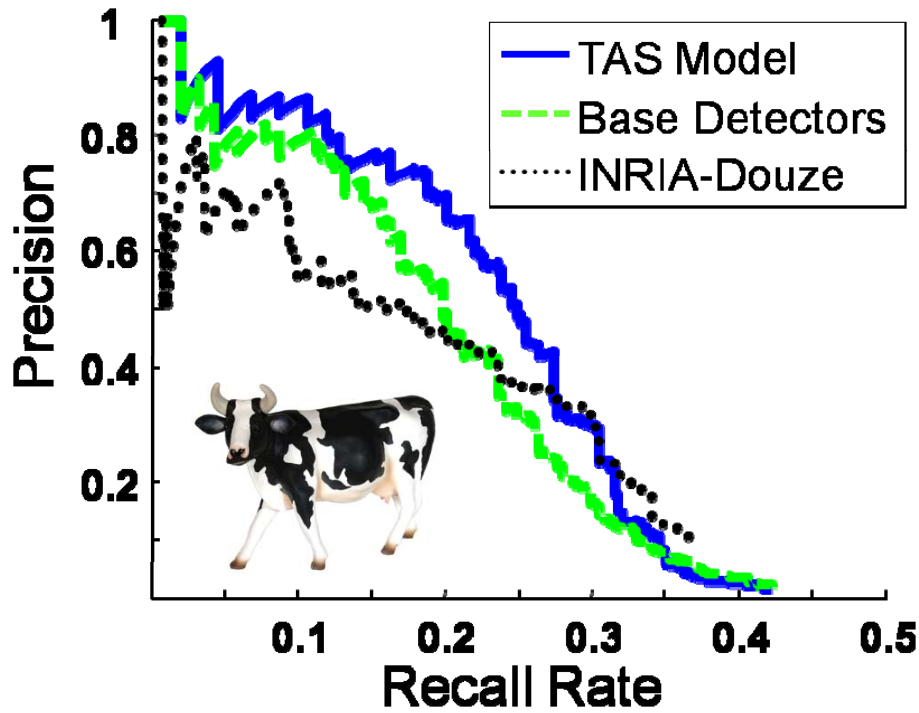 1
0.8
0.6
0.4
0.2
Precision
TAS Model
Base Detectors
INRIA-Douze
0.1 0.2 0.3 0.4 0.5
Recall Rate